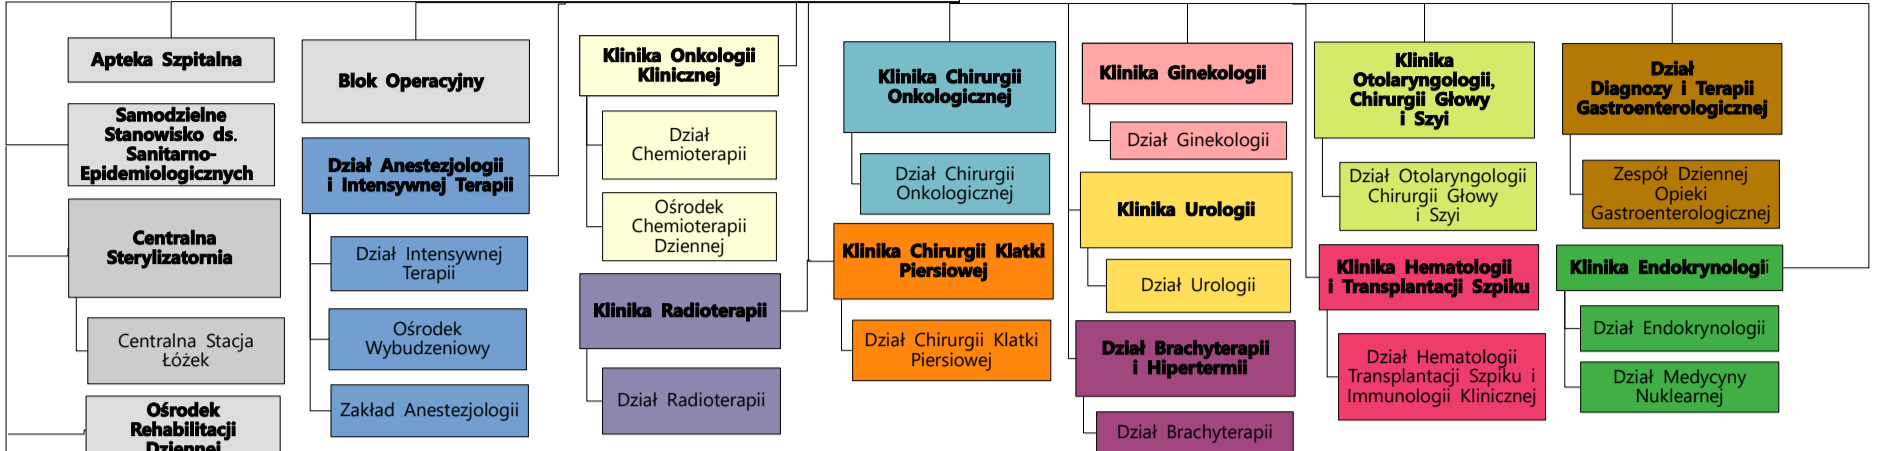 Apteka Szpitalna
Samodzielne
Stanowisko ds.
Sanitarno-
Epidemiologicznych
Centralna
Sterylizatornia
Centralna Stacja
Łóżek
Ośrodek
Rehabilitacji
Dziennej
Blok Operacyjny
Dział Anestezjologii
i Intensywnej Terapii
Dział Intensywnej
Terapii
Ośrodek
Wybudzeniowy
Zakład Anestezjologii
Klinika Onkologii
Klinicznej
Dział
Chemioterapii
Ośrodek
Chemioterapii
Dziennej
Klinika Radioterapii
Dział Radioterapii
Klinika Chirurgii
Onkologicznej
Dział Chirurgii
Onkologicznej
Klinika Chirurgii Klatki
Piersiowej
Dział Chirurgii Klatki
Piersiowej
Klinika Ginekologii
Dział Ginekologii
Klinika Urologii
Dział Urologii
Dział Brachyterapii
i Hipertermii
Dział Brachyterapii
Klinika
Otolaryngologii,
Chirurgii Głowy
i Szyi
Dział Otolaryngologii
Chirurgii Głowy
i Szyi
Klinika Hematologii
i Transplantacji Szpiku
Dział Hematologii
Transplantacji Szpiku i
Immunologii Klinicznej
Dział
Diagnozy i Terapii
Gastroenterologicznej
Zespół Dziennej
Opieki
Gastroenterologicznej
Klinika Endokrynologii
Dział Endokrynologii
Dział Medycyny
Nuklearnej